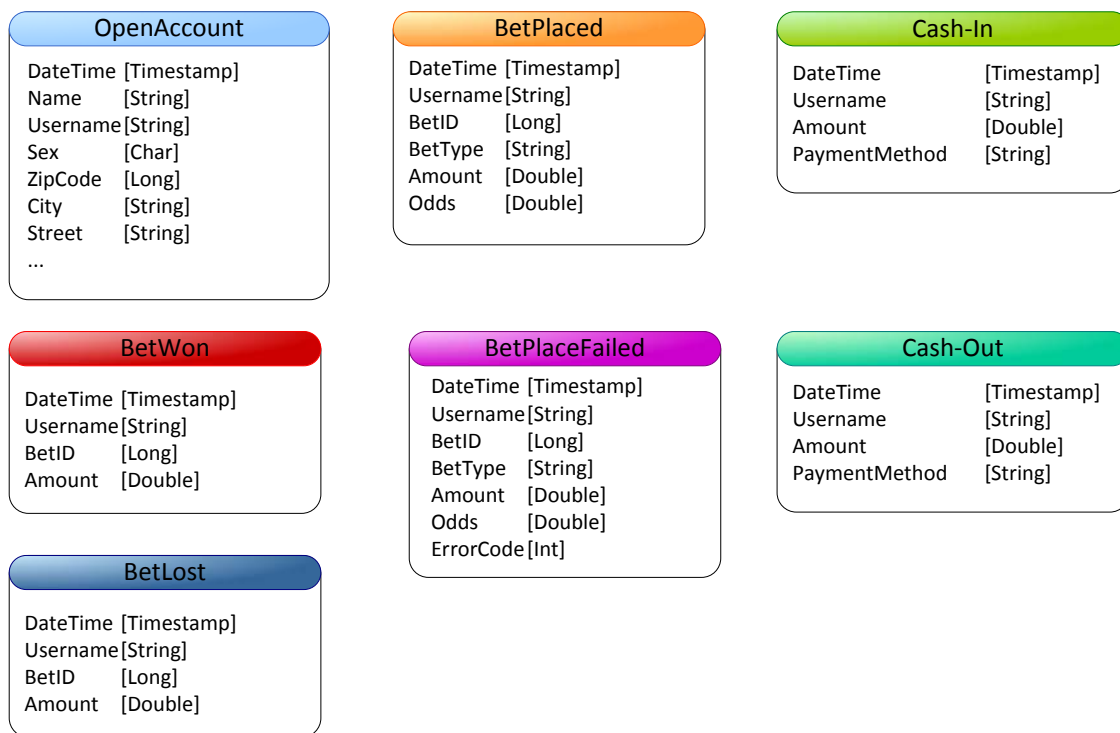 OpenAccount
DateTime [Timestamp]
Name [String]
Username [String]
Sex [Char]
ZipCode [Long]
City [String]
Street [String]
...
BetPlaced
DateTime [Timestamp]
Username [String]
BetID [Long]
BetType [String]
Amount [Double]
Odds [Double]
Cash-In
DateTime [Timestamp]
Username [String]
Amount [Double]
PaymentMethod [String]
BetWon
DateTime [Timestamp]
Username [String]
BetID [Long]
Amount [Double]
BetPlaceFailed
DateTime [Timestamp]
Username [String]
BetID [Long]
BetType [String]
Amount [Double]
Odds [Double]
ErrorCode [Int]
Cash-Out
DateTime [Timestamp]
Username [String]
Amount [Double]
PaymentMethod [String]
BetLost
DateTime [Timestamp]
Username [String]
BetID [Long]
Amount [Double]